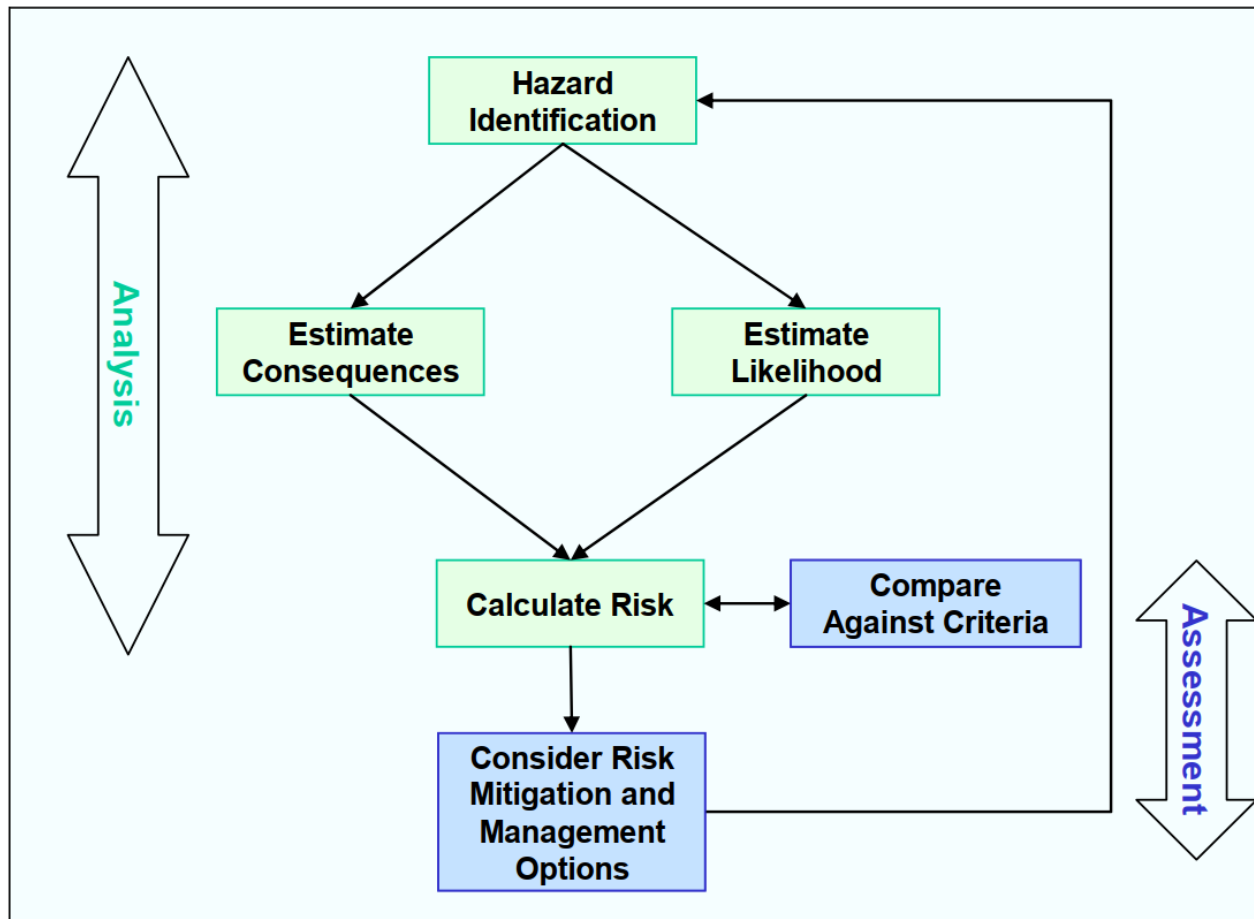 Hazard
Identification
Analysis
Estimate
Consequences
Estimate
Likelihood
Calculate Risk
Compare
Against Criteria
Assessment
Consider Risk
Mitigation and
Management
Options